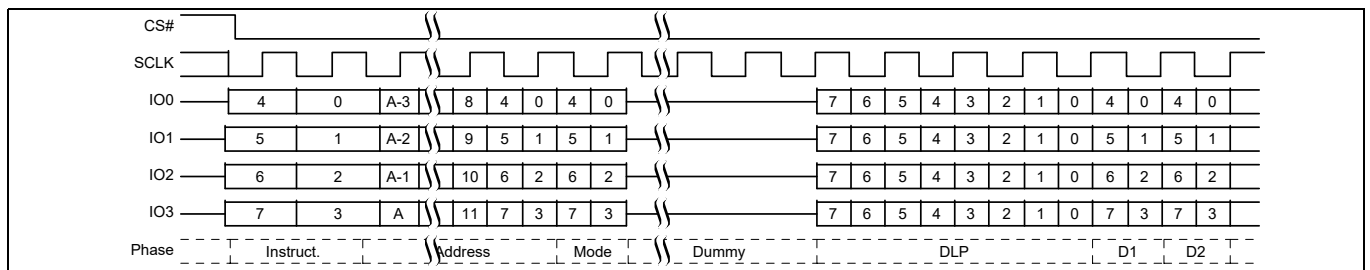 CS#
SCLK
IO0 4 0 A-3 8 4 0 4 0 7 6 5 4 3 2 1 0 4 0 4 0
IO1 5 1 A-2 9 5 1 5 1 7 6 5 4 3 2 1 0 5 1 5 1
IO2 6 2 A-1 10 6 2 6 2 7 6 5 4 3 2 1 0 6 2 6 2
IO3 7 3 A 11 7 3 7 3 7 6 5 4 3 2 1 0 7 3 7 3
Phase Instruct. Address Mode Dummy DLP D1 D2